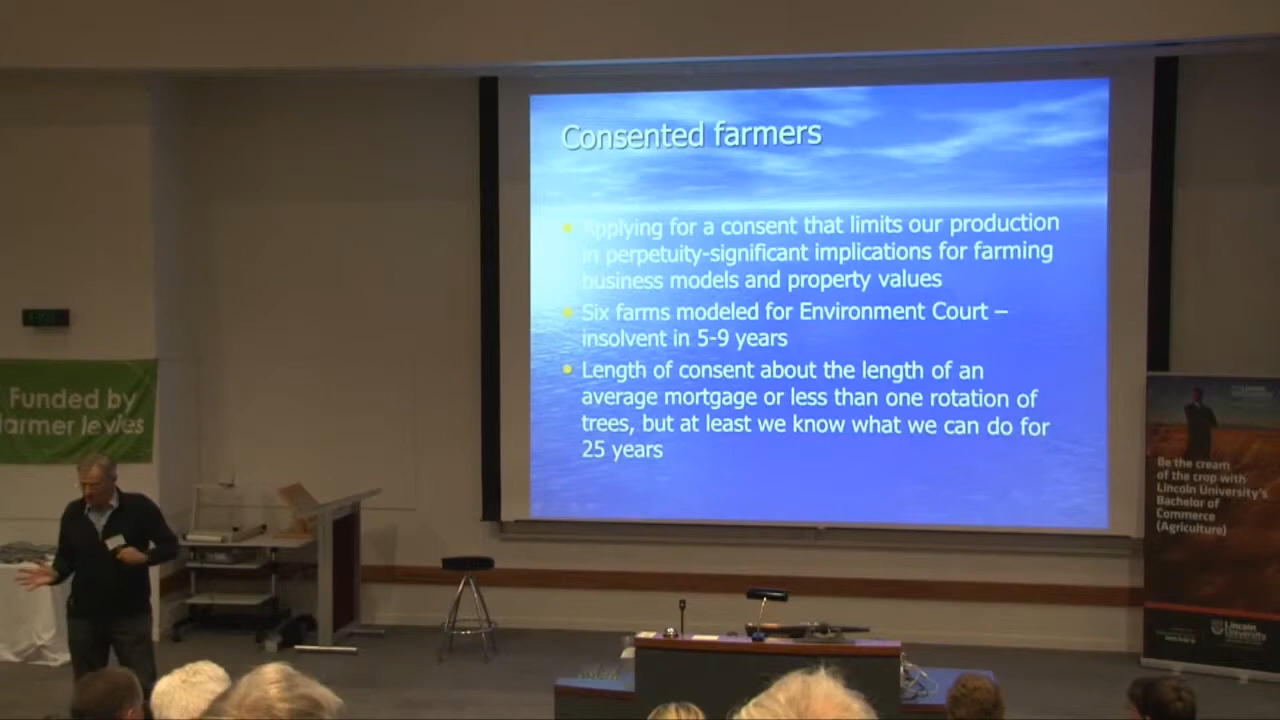 Consented farmers
Applying for a consent that limits our production
in perpetuity-significant implications for farming
business models and property values
Six farms modeled for Environment Court –
insolvent in 5-9 years
Length of consent about the length of an
average mortgage or less than one rotation of
trees, but at least we know what we can do for
25 years
Funded by
farmer levies
Be the cream
of the crop with
Lincoln University's
Bachelor of
Commerce
(Agriculture)
Lincoln
University